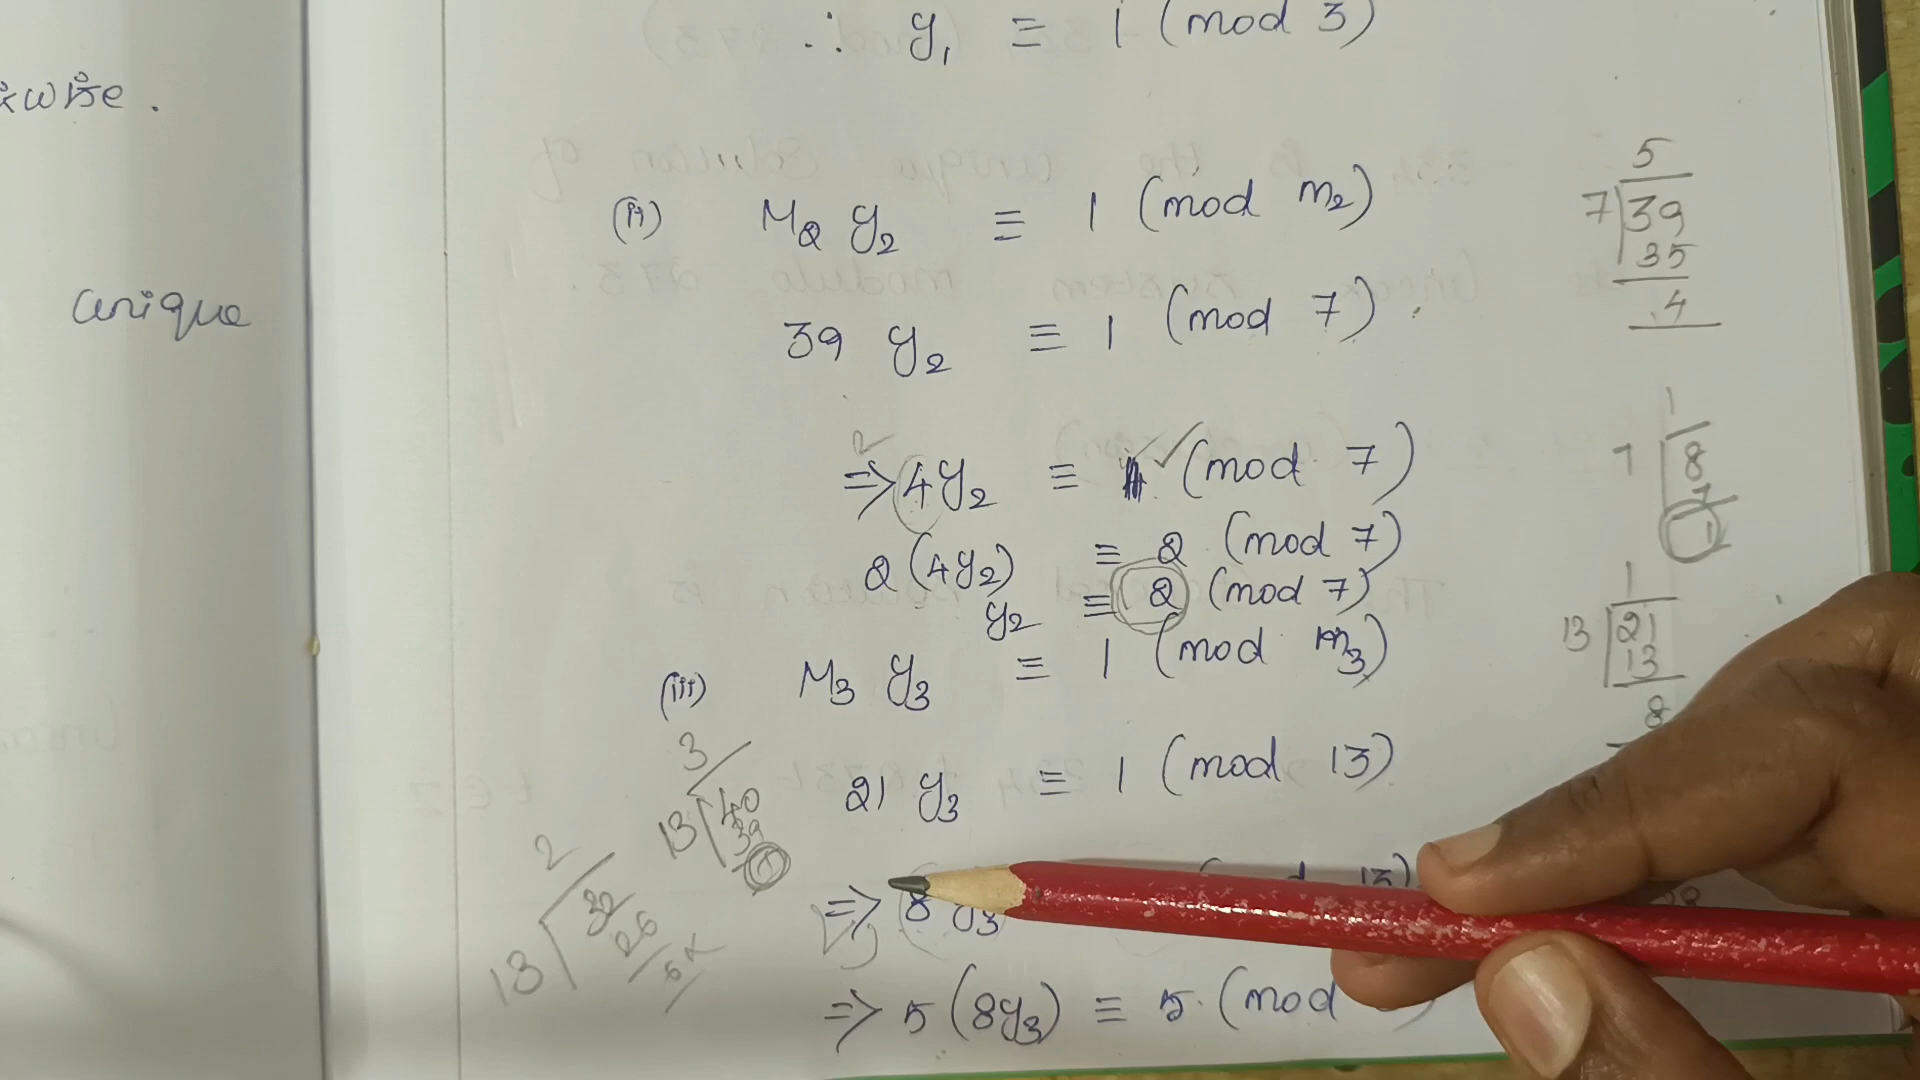 ∴ y₁ ≡ 1 (mod 3)
wise.
unique
(ii) M₂ y₂ ≡ 1 (mod m₂)
39 y₂ ≡ 1 (mod 7)
⇒ 4y₂ ≡ 1 (mod 7)
2 (4y₂) ≡ 2 (mod 7)
y₂ ≡ 2 (mod 7)
(iii) M₃ y₃ ≡ 1 (mod m₃)
21 y₃ ≡ 1 (mod 13)
⇒ 8 y₃ 13)
⇒ 5 (8y₃) ≡ 5 (mod
5
7 39
35
4
1
7 8
7
1
1
13 21
13
8
3
13 40
39
1
2
13 32
26
6 x